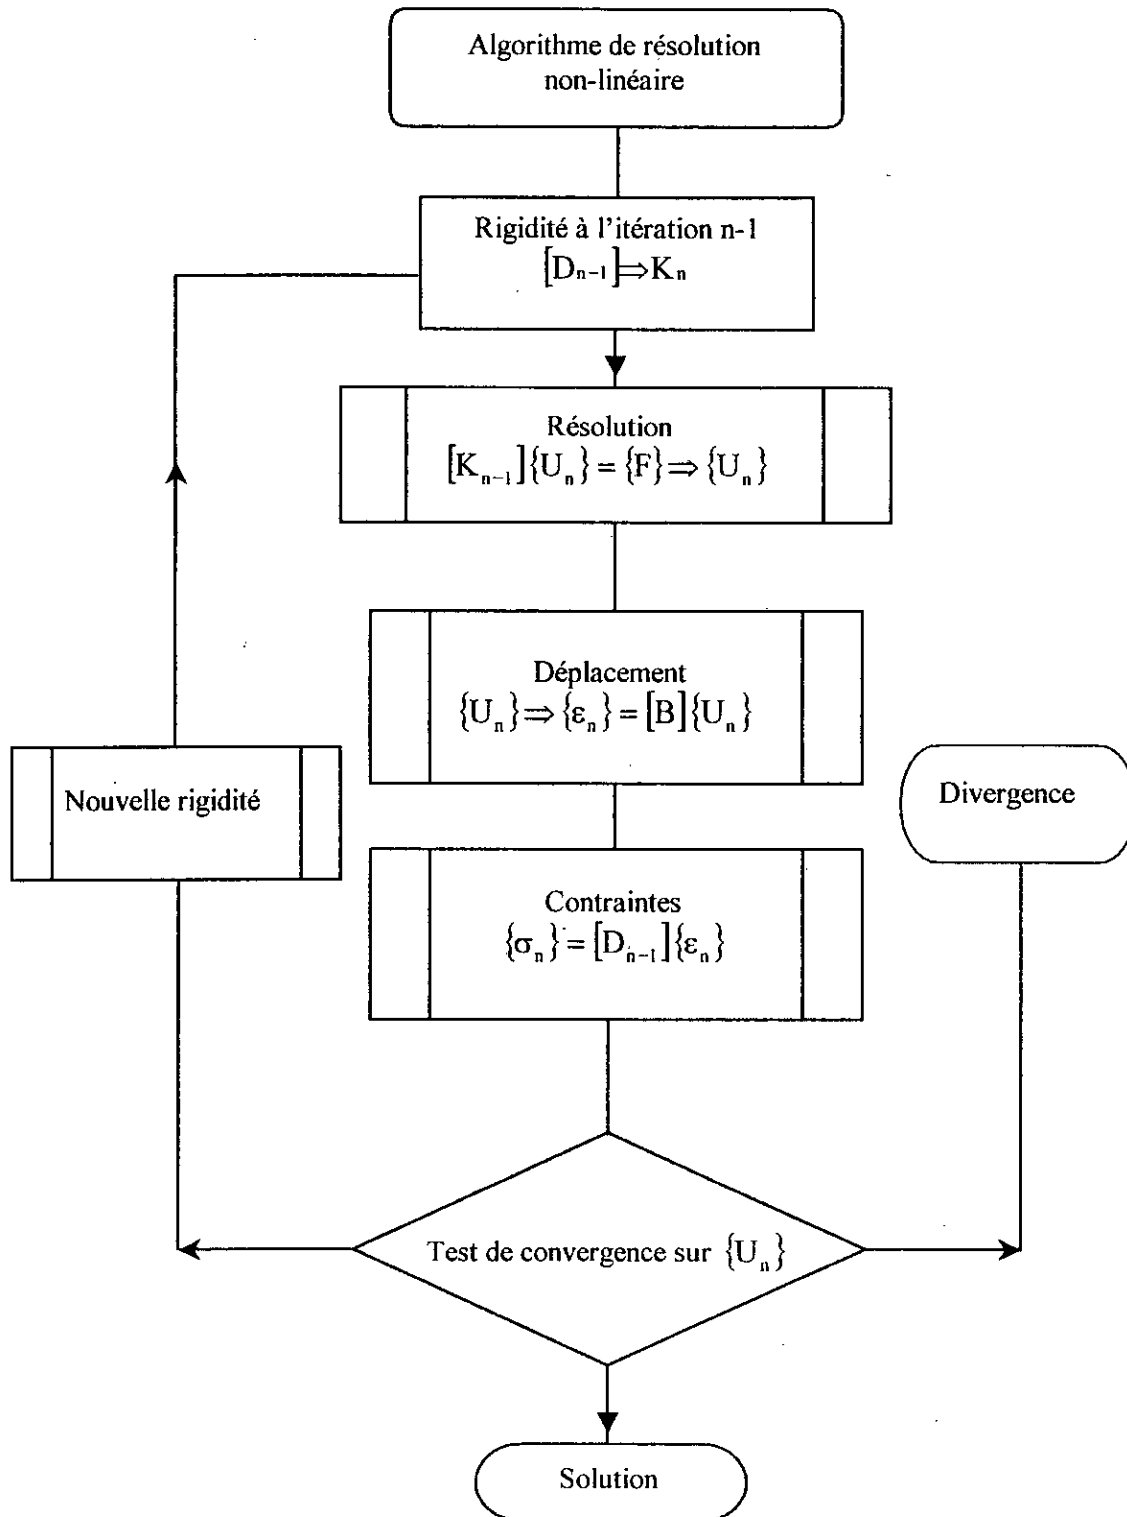 Algorithme de résolution
non-linéaire
Rigidité à l'itération n-1
[Dn-1]⇒Kn
Résolution
[Kn-1]{Un} = {F} ⇒ {Un}
Déplacement
{Un} ⇒ {εn} = [B]{Un}
Nouvelle rigidité
Divergence
Contraintes
{σn} = [Dn-1]{εn}
Test de convergence sur {Un}
Solution